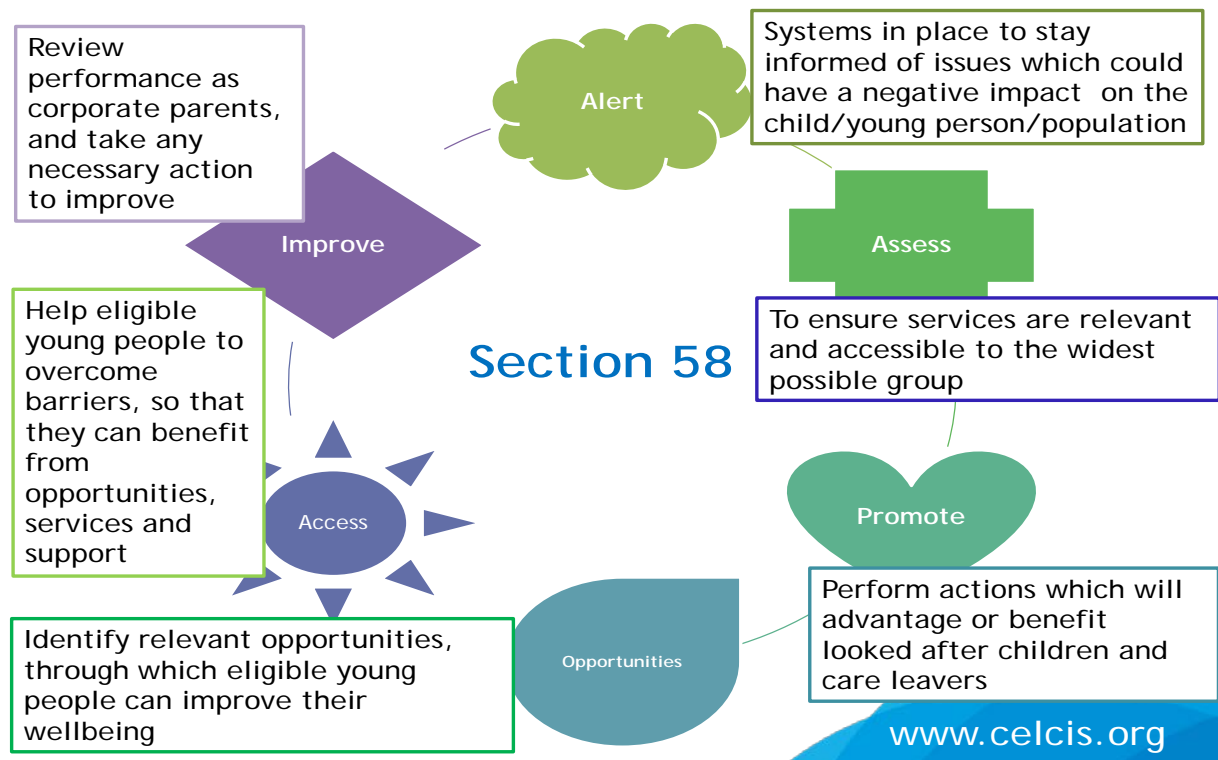 Alert
Systems in place to stay
informed of issues which could
have a negative impact on the
child/young person/population
Assess
To ensure services are relevant
and accessible to the widest
possible group
Promote
Perform actions which will
advantage or benefit
looked after children and
care leavers
Opportunities
Identify relevant opportunities,
through which eligible young
people can improve their
wellbeing
Access
Help eligible
young people to
overcome
barriers, so that
they can benefit
from
opportunities,
services and
support
Improve
Review
performance as
corporate parents,
and take any
necessary action
to improve
Section 58
www.celcis.org